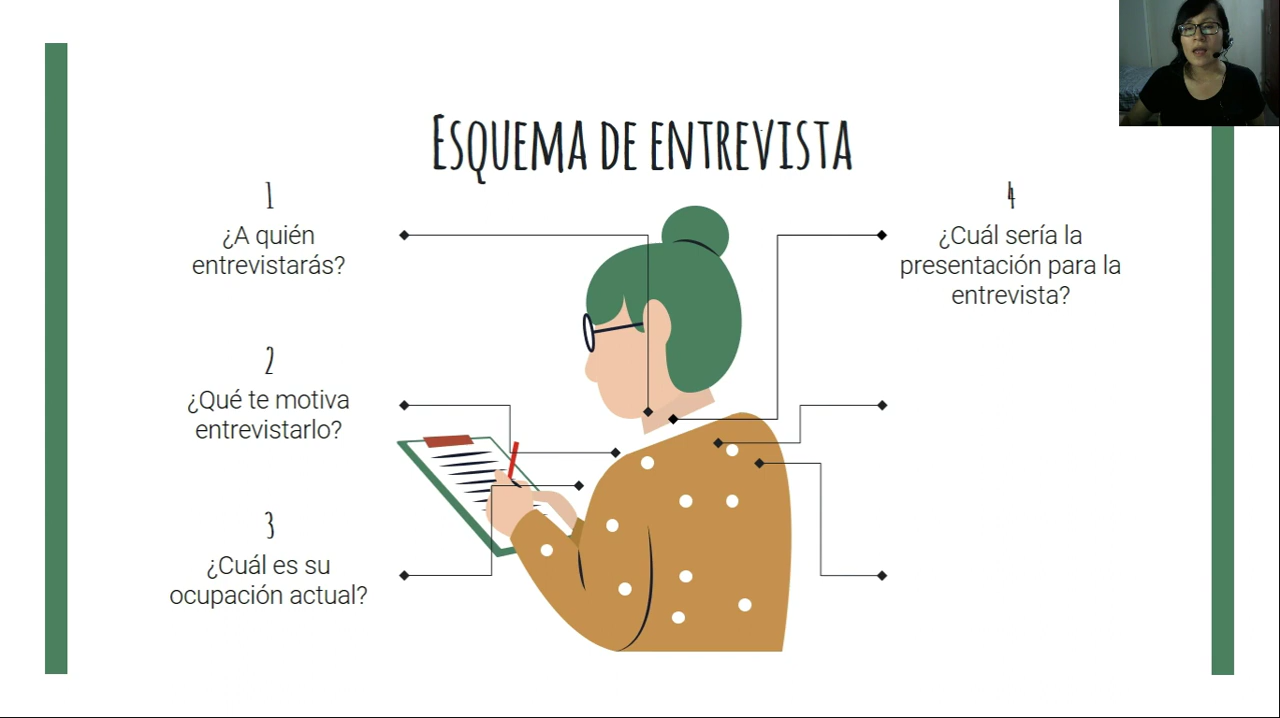 Esquema de entrevista
1
¿A quién
entrevistarás?
2
¿Qué te motiva
entrevistarlo?
3
¿Cuál es su
ocupación actual?
4
¿Cuál sería la
presentación para la
entrevista?